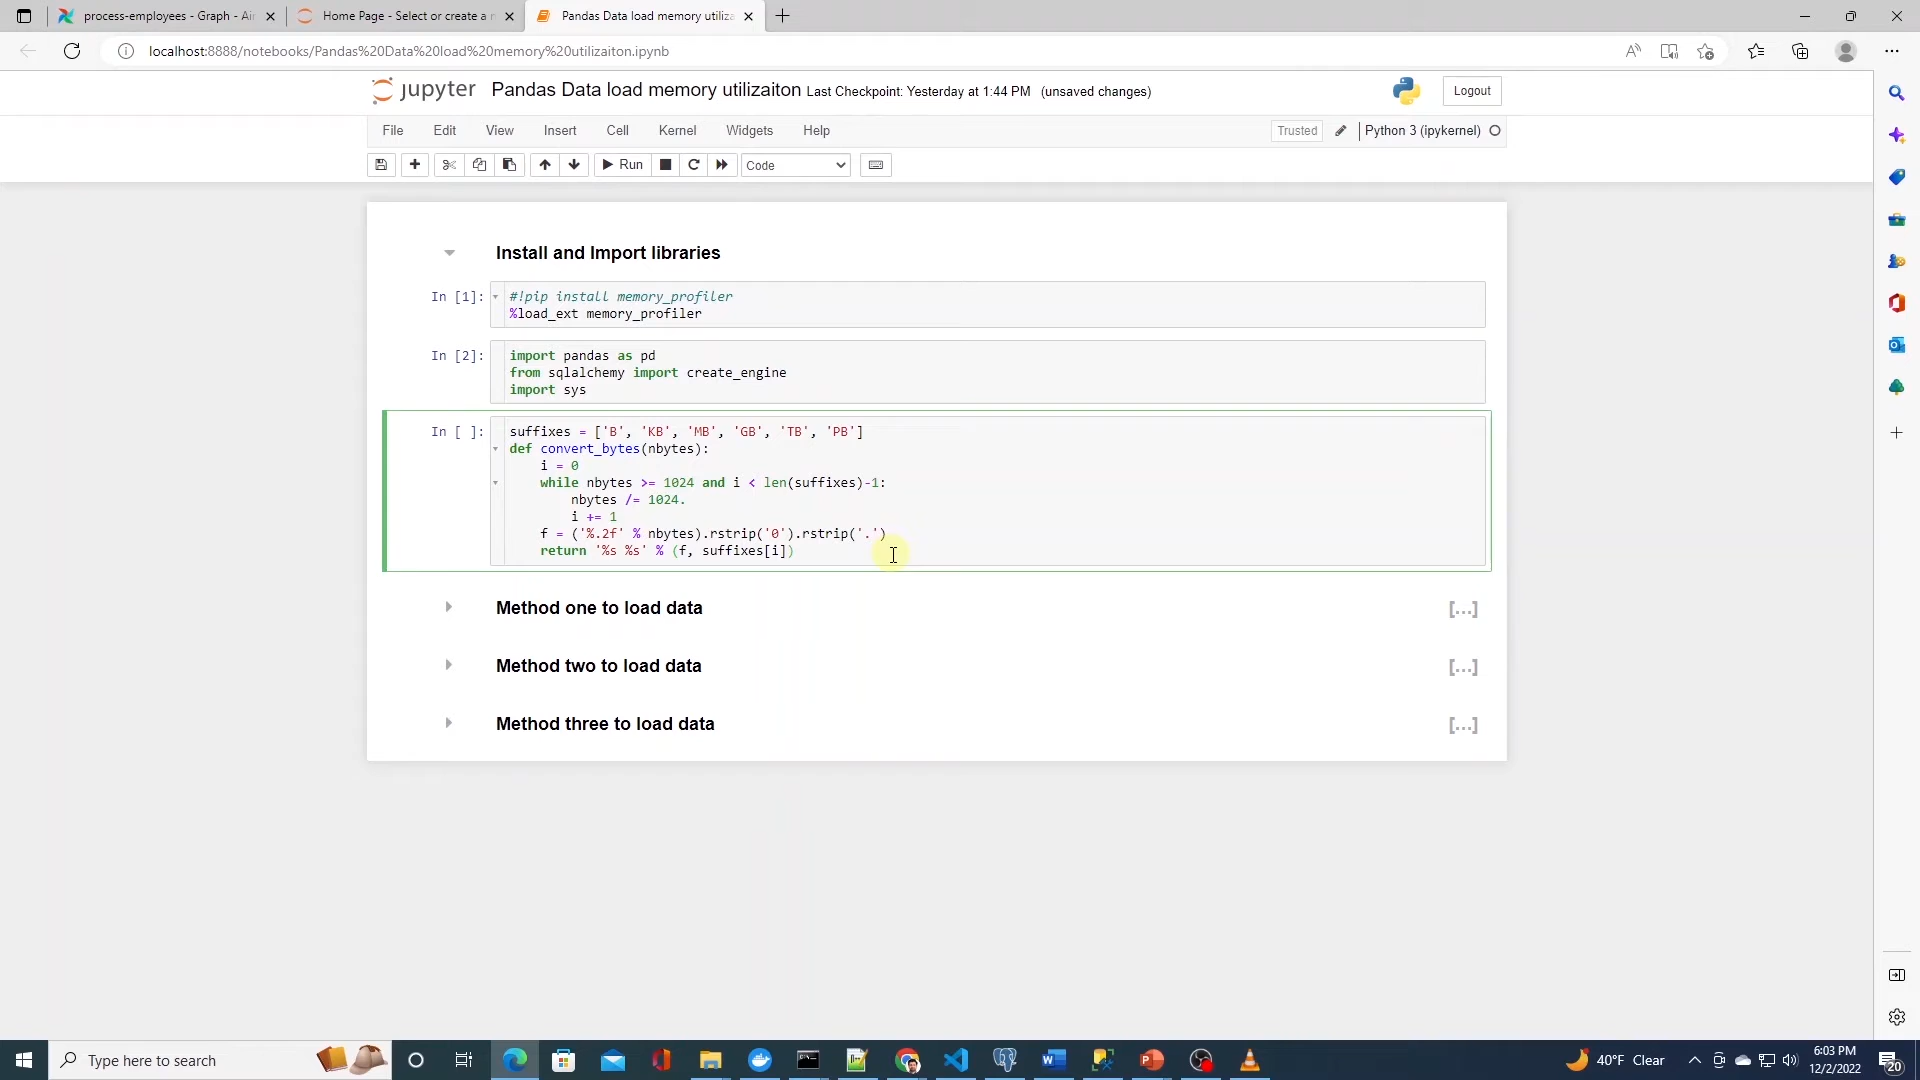 process-employees - Graph - Air
Home Page - Select or create a n
Pandas Data load memory utiliza
localhost:8888/notebooks/Pandas%20Data%20load%20memory%20utilizaiton.ipynb
jupyter
Pandas Data load memory utilizaiton
Last Checkpoint: Yesterday at 1:44 PM (unsaved changes)
Logout
File
Edit
View
Insert
Cell
Kernel
Widgets
Help
Trusted
Python 3 (ipykernel)
Run
Code
Install and Import libraries
In [1]:
#!pip install memory_profiler
%load_ext memory_profiler
In [2]:
import pandas as pd
from sqlalchemy import create_engine
import sys
In [ ]:
suffixes = ['B', 'KB', 'MB', 'GB', 'TB', 'PB']
def convert_bytes(nbytes):
i = 0
while nbytes >= 1024 and i < len(suffixes)-1:
nbytes /= 1024.
i += 1
f = ('%.2f' % nbytes).rstrip('0').rstrip('.')
return '%s %s' % (f, suffixes[i])
Method one to load data
[...]
Method two to load data
[...]
Method three to load data
[...]
Type here to search
40°F Clear
6:03 PM
12/2/2022
20